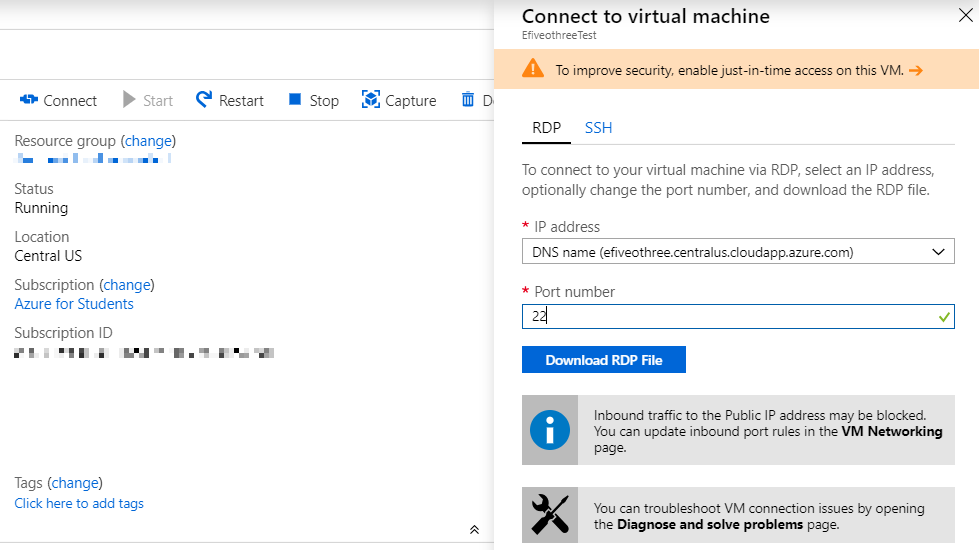 Connect to virtual machine
EfiveothreeTest
To improve security, enable just-in-time access on this VM. →
Connect Start Restart Stop Capture
Resource group (change)
Status
Running
Location
Central US
Subscription (change)
Azure for Students
Subscription ID
Tags (change)
Click here to add tags
RDP SSH
To connect to your virtual machine via RDP, select an IP address,
optionally change the port number, and download the RDP file.
* IP address
DNS name (efiveothree.centralus.cloudapp.azure.com)
* Port number
22
Download RDP File
Inbound traffic to the Public IP address may be blocked.
You can update inbound port rules in the VM Networking
page.
You can troubleshoot VM connection issues by opening
the Diagnose and solve problems page.